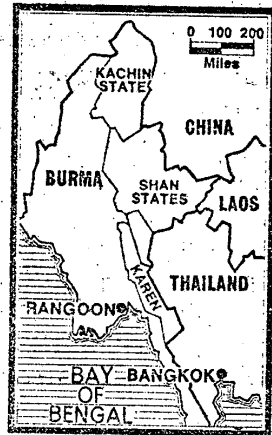 0 100 200
Miles
KACHIN
STATE
CHINA
BURMA
SHAN
STATES
LAOS
KAREN
THAILAND
RANGOON
BANGKOK
BAY
OF
BENGAL